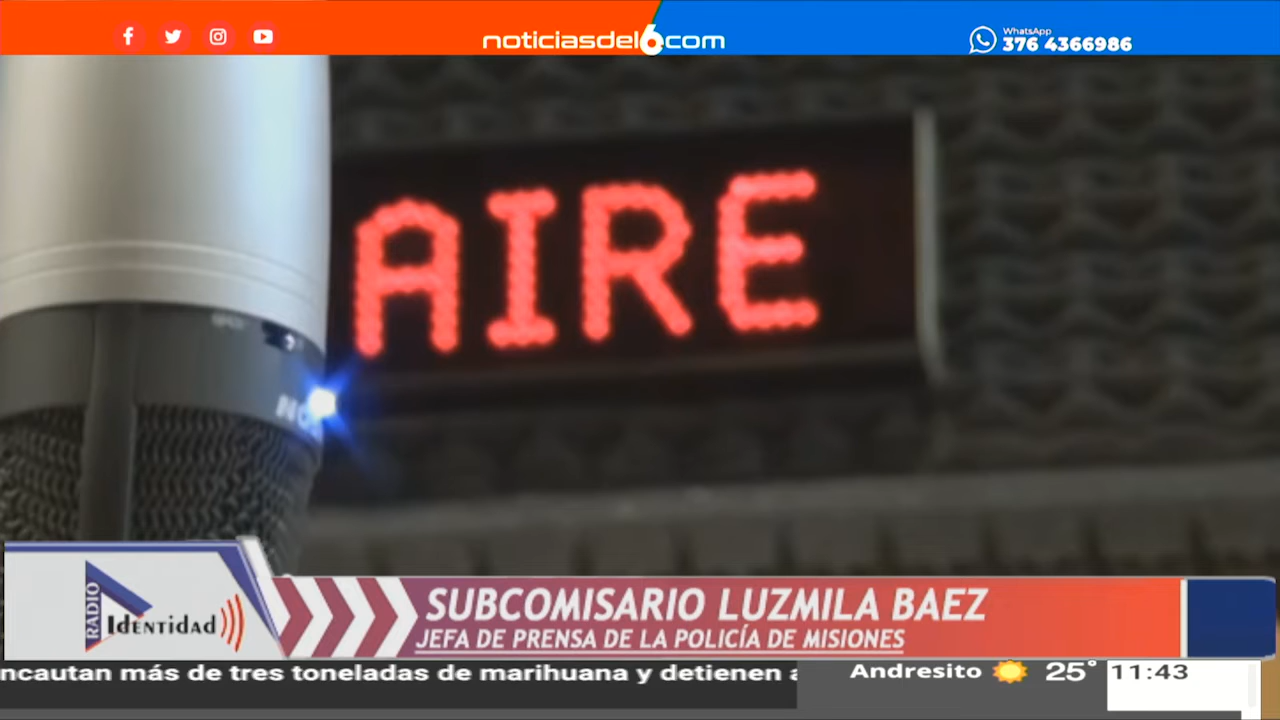 noticiasdel6.com
WhatsApp
376 4366986
AIRE
SUBCOMISARIO LUZMILA BAEZ
JEFA DE PRENSA DE LA POLICÍA DE MISIONES
RADIO
IDENTIDAD
ncautan más de tres toneladas de marihuana y detienen a
Andresito 25° 11:43